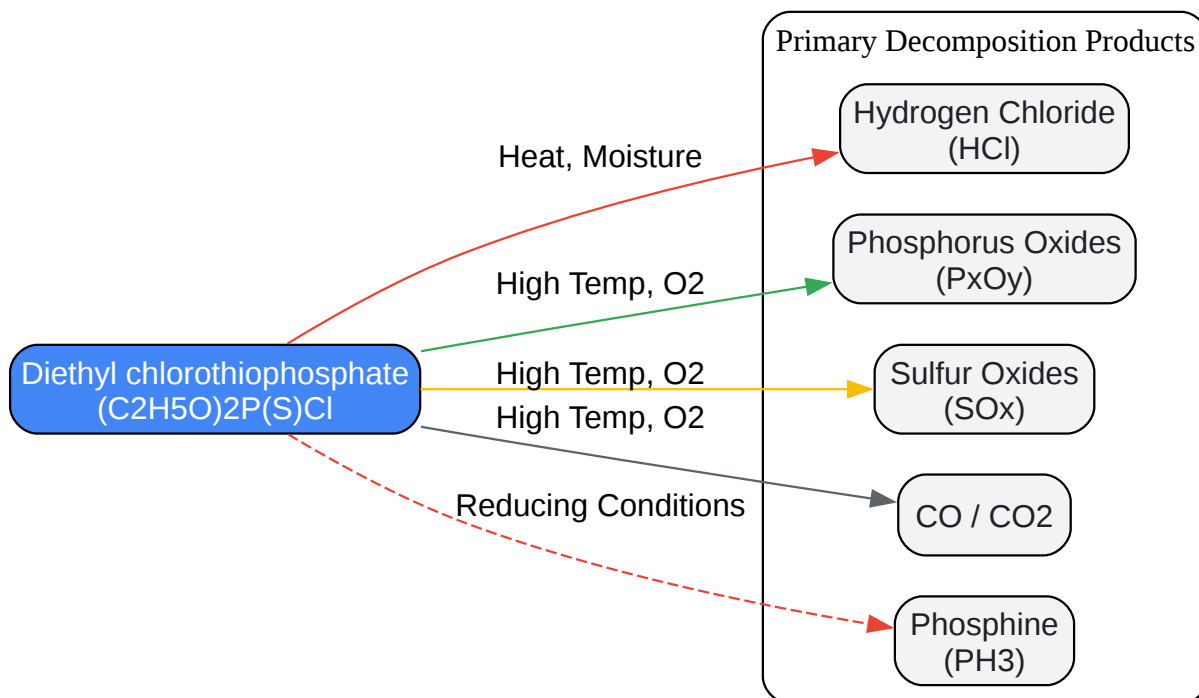 Primary Decomposition Products
Hydrogen Chloride
(HCl)
Heat, Moisture
Phosphorus Oxides
(PxOy)
High Temp, O2
Diethyl chlorothiophosphate
(C2H5O)2P(S)Cl
High Temp, O2
Sulfur Oxides
(SOx)
High Temp, O2
CO / CO2
Reducing Conditions
Phosphine
(PH3)